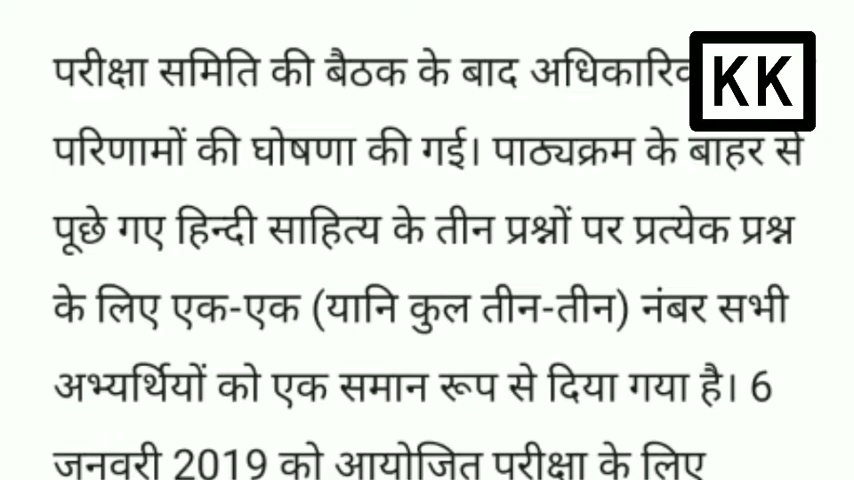 परीक्षा समिति की बैठक के बाद
KK
परिणामों की घोषणा की गई। पाठ्यक्रम के बाहर से
पूछे गए हिन्दी साहित्य के तीन प्रश्नों पर प्रत्येक प्रश्न
के लिए एक-एक (यानि कुल तीन-तीन) नंबर सभी
अभ्यर्थियों को एक समान रूप से दिया गया है। 6
जनवरी 2019 को आयोजित परीक्षा के लिए